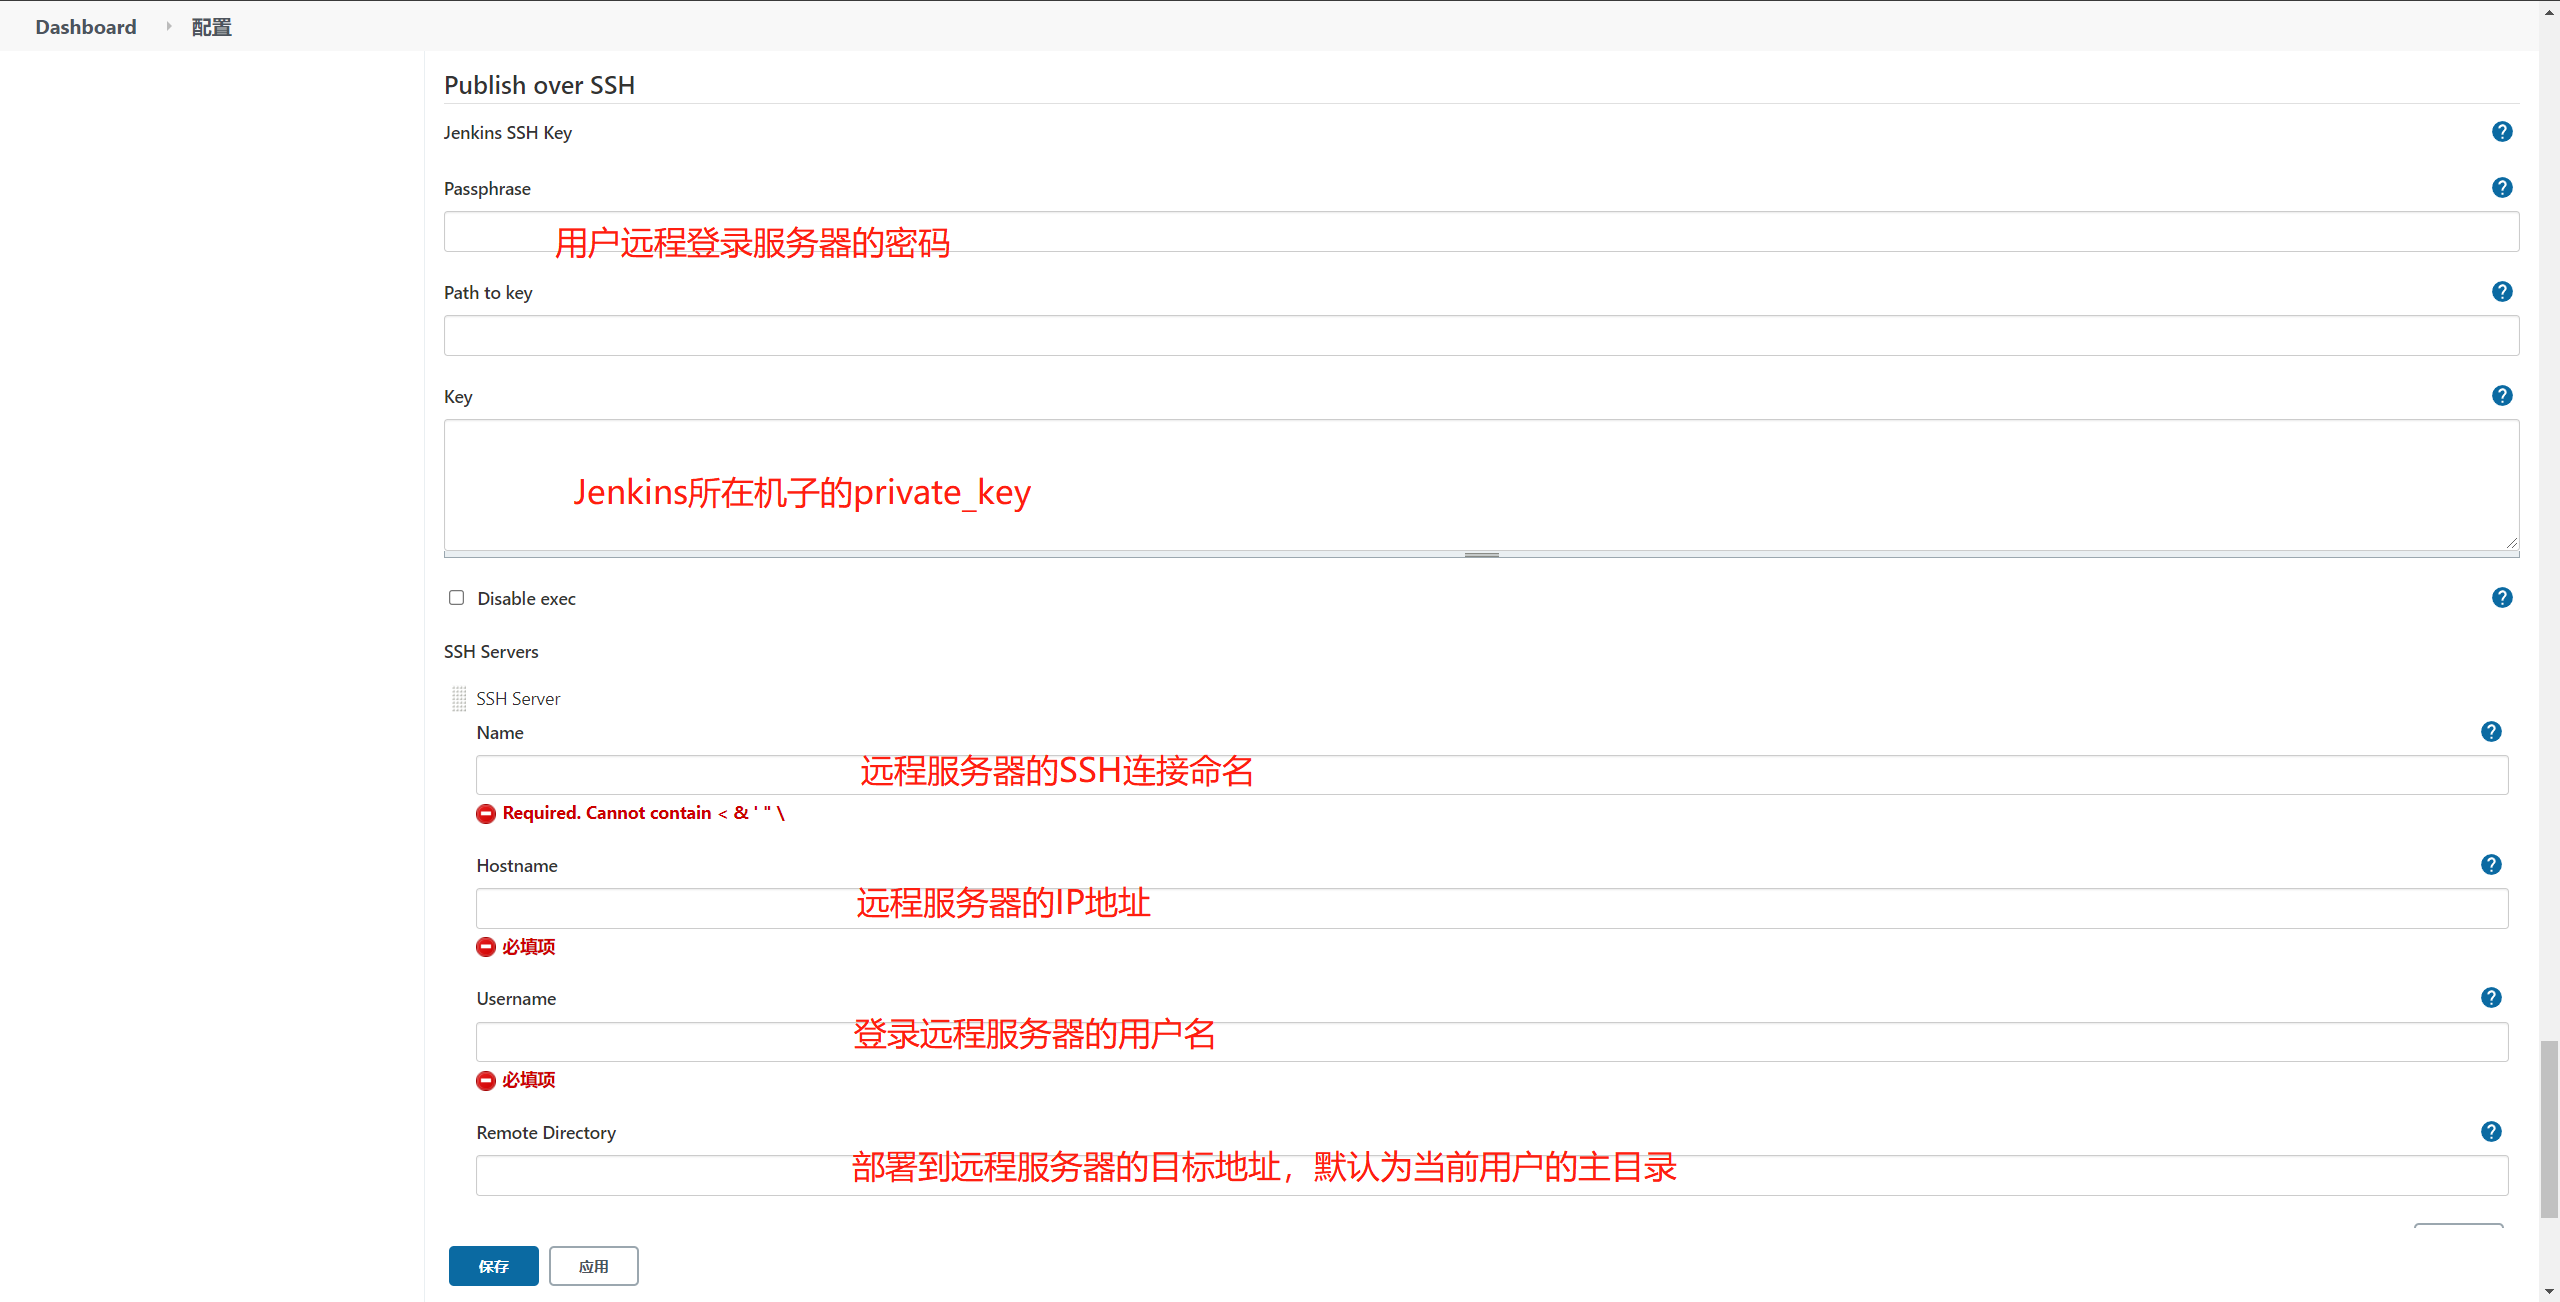 Dashboard 配置
Publish over SSH
Jenkins SSH Key
Passphrase
用户远程登录服务器的密码
Path to key
Key
Jenkins所在机子的private_key
Disable exec
SSH Servers
SSH Server
Name
远程服务器的SSH连接命名
Required. Cannot contain < & ' " \
Hostname
远程服务器的IP地址
必填项
Username
登录远程服务器的用户名
必填项
Remote Directory
部署到远程服务器的目标地址，默认为当前用户的主目录
保存 应用